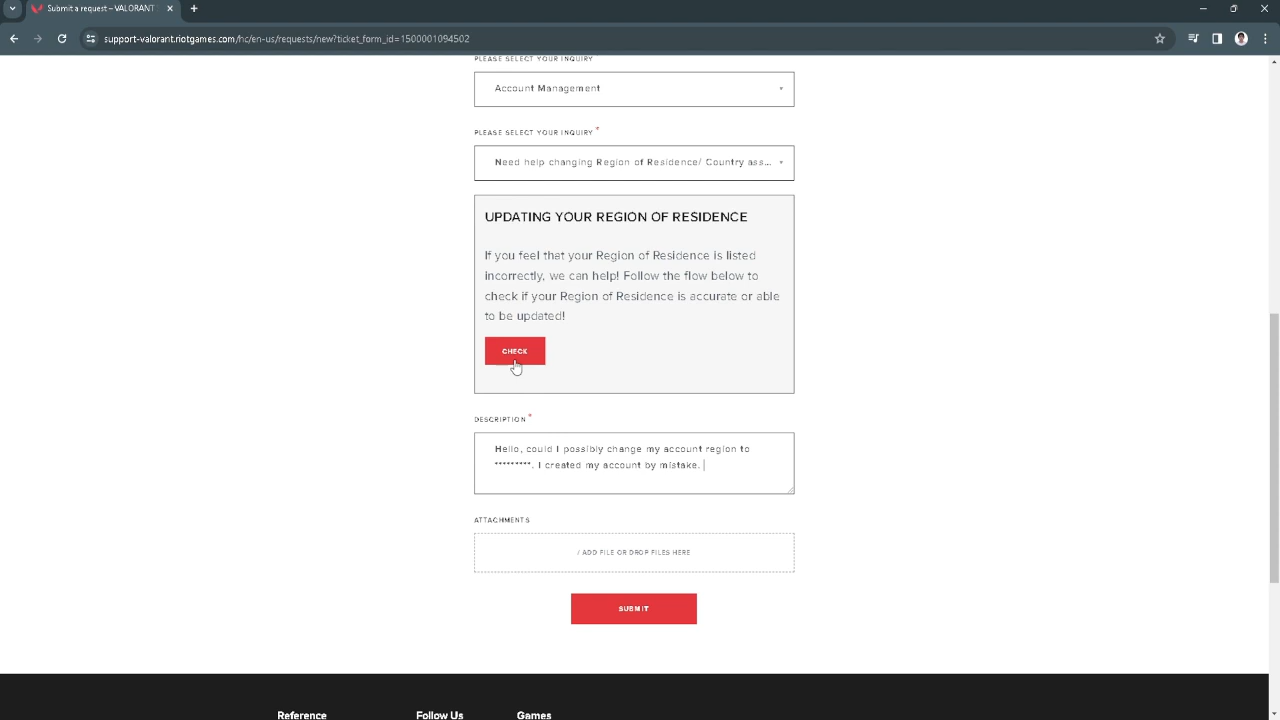 Submit a request – VALORANT
support-valorant.riotgames.com/hc/en-us/requests/new?ticket_form_id=1500001094502
PLEASE SELECT YOUR INQUIRY
Account Management
PLEASE SELECT YOUR INQUIRY *
Need help changing Region of Residence/ Country ass...
UPDATING YOUR REGION OF RESIDENCE
If you feel that your Region of Residence is listed
incorrectly, we can help! Follow the flow below to
check if your Region of Residence is accurate or able
to be updated!
CHECK
DESCRIPTION *
Hello, could I possibly change my account region to
*********. I created my account by mistake.
ATTACHMENTS
/ ADD FILE OR DROP FILES HERE
SUBMIT
Reference Follow Us Games